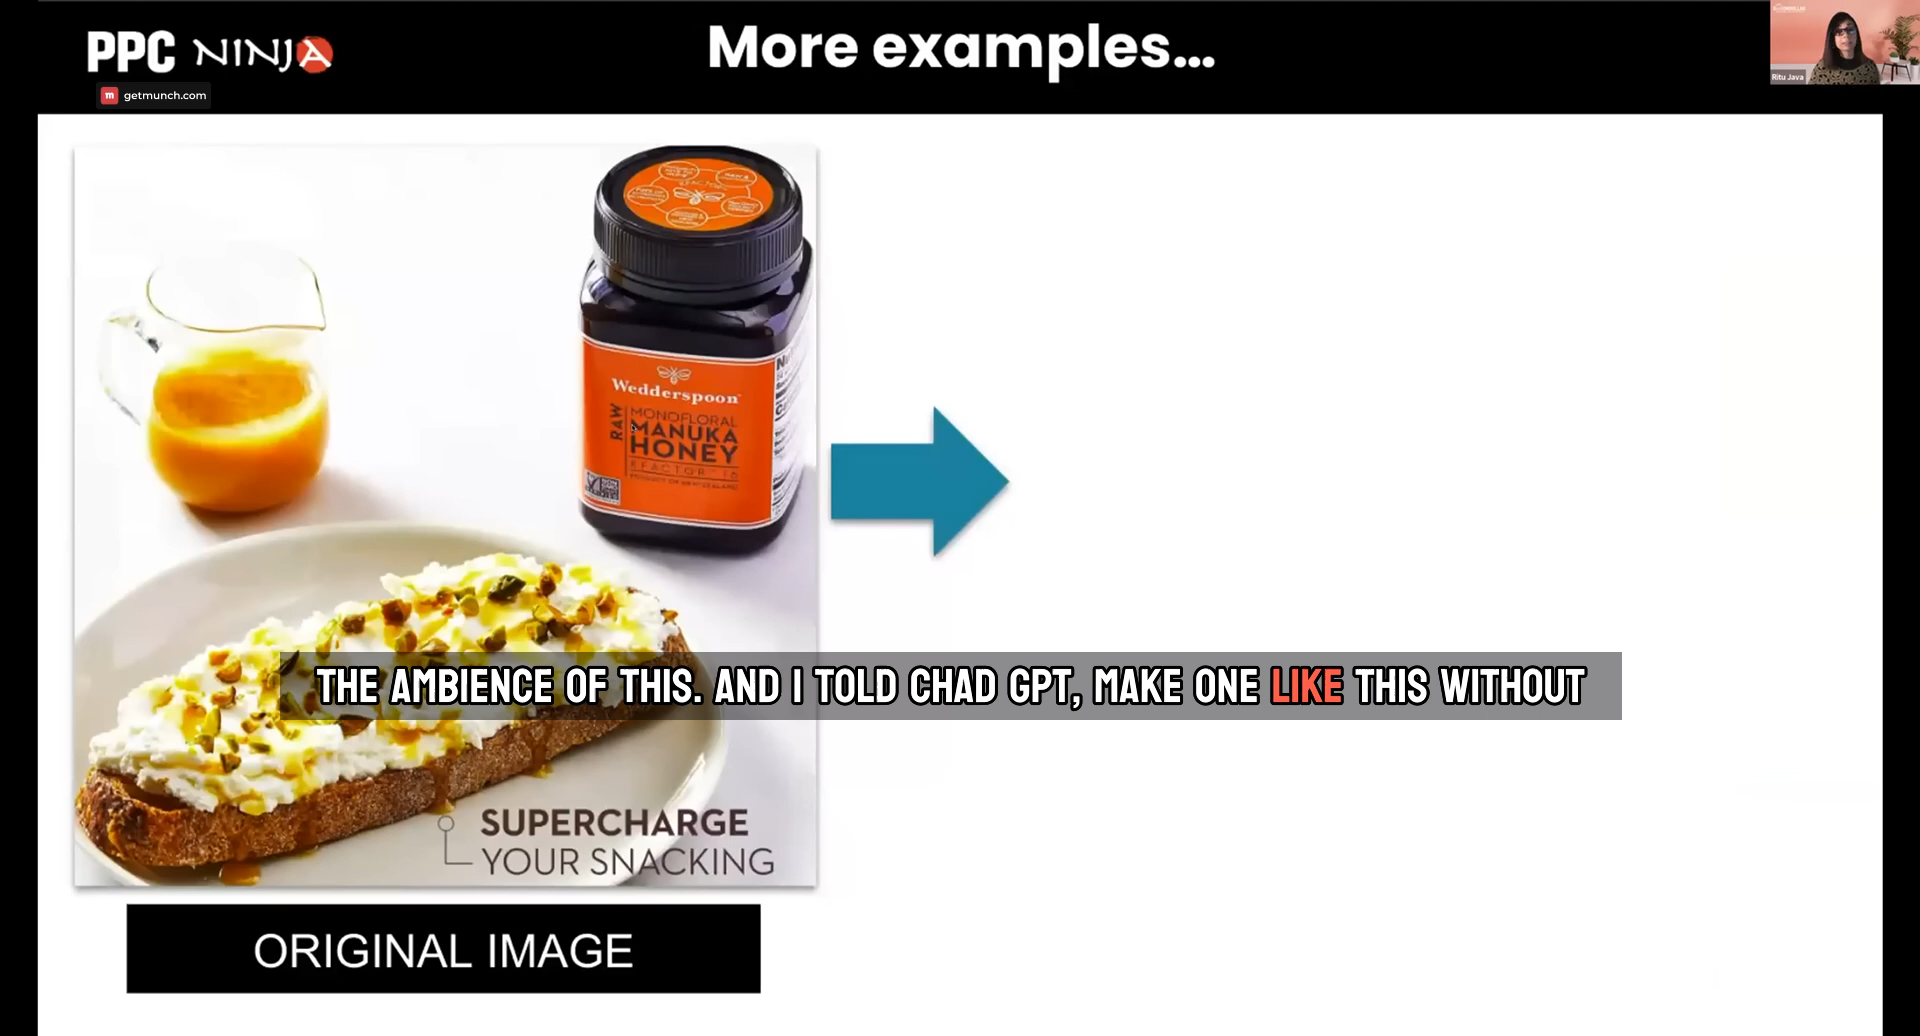 PPC NINJA
More examples...
m getmunch.com
Ritu Java
Wedderspoon
RAW
MONOFLORAL
MANUKA
HONEY
THE AMBIENCE OF THIS. AND I TOLD CHAD GPT, MAKE ONE LIKE THIS WITHOUT
SUPERCHARGE
YOUR SNACKING
ORIGINAL IMAGE